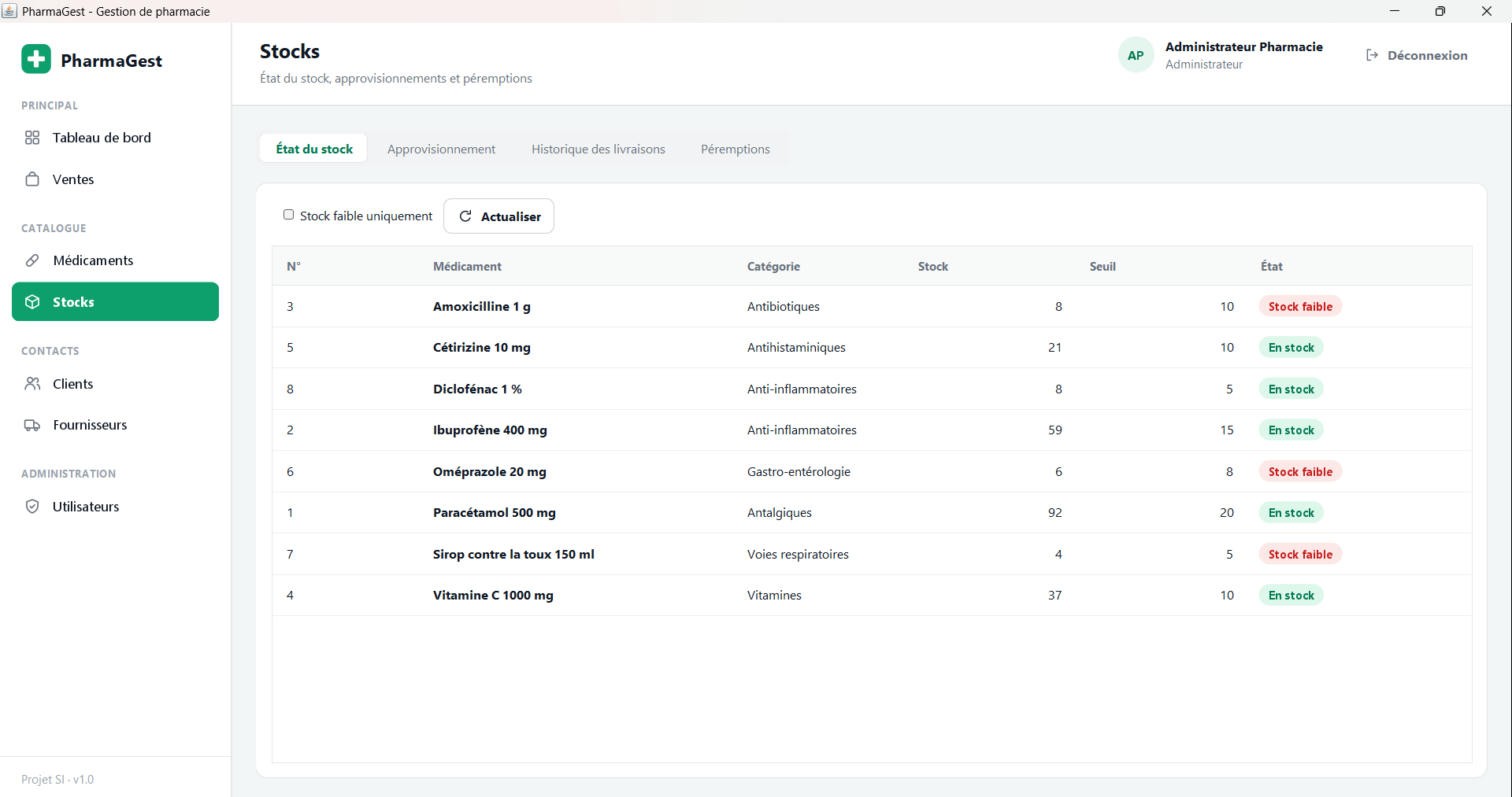 PharmaGest - Gestion de pharmacie
PharmaGest
PRINCIPAL
Tableau de bord
Ventes
CATALOGUE
Médicaments
Stocks
CONTACTS
Clients
Fournisseurs
ADMINISTRATION
Utilisateurs
Projet SI - v1.0
Stocks
État du stock, approvisionnements et péremptions
AP
Administrateur Pharmacie
Administrateur
Déconnexion
État du stock Approvisionnement Historique des livraisons Péremptions
Stock faible uniquement Actualiser
N° Médicament Catégorie Stock Seuil État
3 Amoxicilline 1 g Antibiotiques 8 10 Stock faible
5 Cétirizine 10 mg Antihistaminiques 21 10 En stock
8 Diclofénac 1 % Anti-inflammatoires 8 5 En stock
2 Ibuprofène 400 mg Anti-inflammatoires 59 15 En stock
6 Oméprazole 20 mg Gastro-entérologie 6 8 Stock faible
1 Paracétamol 500 mg Antalgiques 92 20 En stock
7 Sirop contre la toux 150 ml Voies respiratoires 4 5 Stock faible
4 Vitamine C 1000 mg Vitamines 37 10 En stock